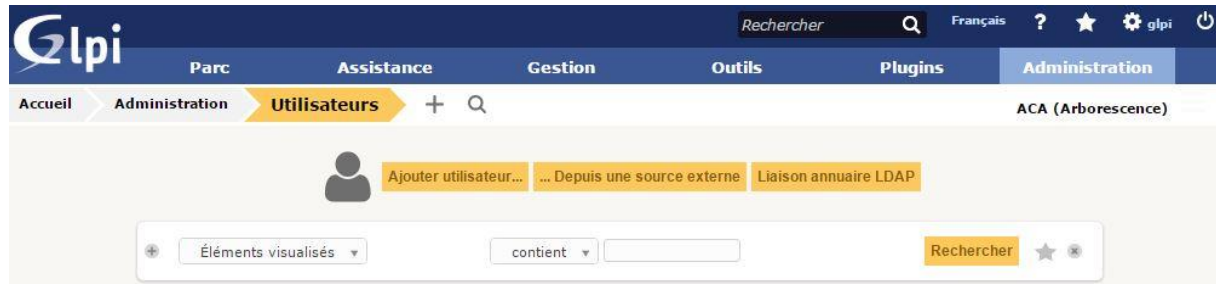 Glpi
Rechercher Français ? glpi
Parc Assistance Gestion Outils Plugins Administration
Accueil Administration Utilisateurs + ACA (Arborescence)
Ajouter utilisateur... ... Depuis une source externe Liaison annuaire LDAP
Éléments visualisés contient Rechercher